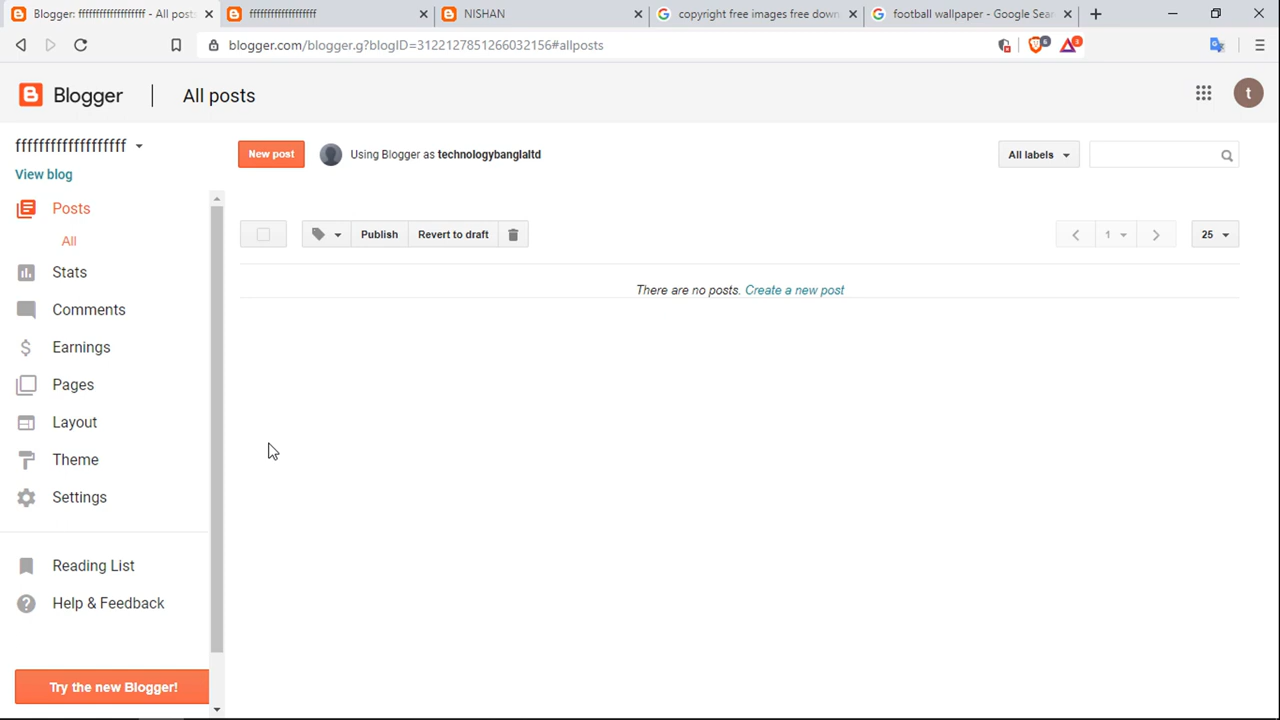 Blogger: ffffffffffffffffff - All posts
ffffffffffffffffff
NISHAN
copyright free images free down
football wallpaper - Google Sear
blogger.com/blogger.g?blogID=3122127851266032156#allposts
6
3
Blogger
All posts
t
ffffffffffffffffff
View blog
New post
Using Blogger as technologybanglaltd
All labels
Posts
All
Publish
Revert to draft
1
25
There are no posts. Create a new post
Stats
Comments
Earnings
Pages
Layout
Theme
Settings
Reading List
Help & Feedback
Try the new Blogger!